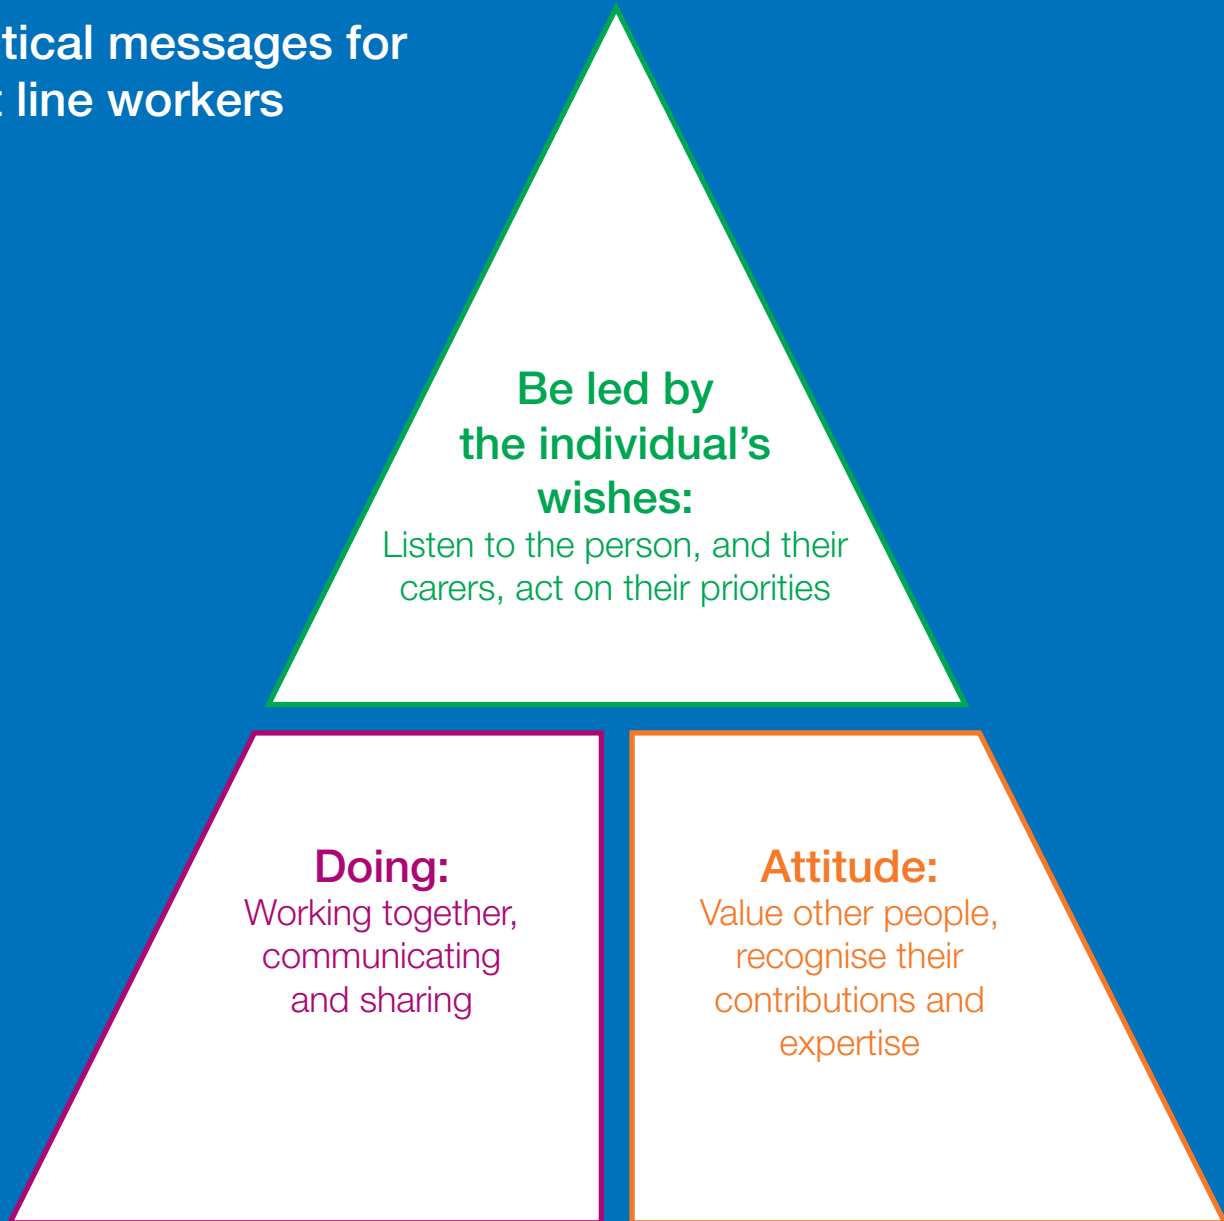 tical messages for
line workers
Be led by
the individual's
wishes:
Listen to the person, and their
carers, act on their priorities
Doing:
Working together,
communicating
and sharing
Attitude:
Value other people,
recognise their
contributions and
expertise